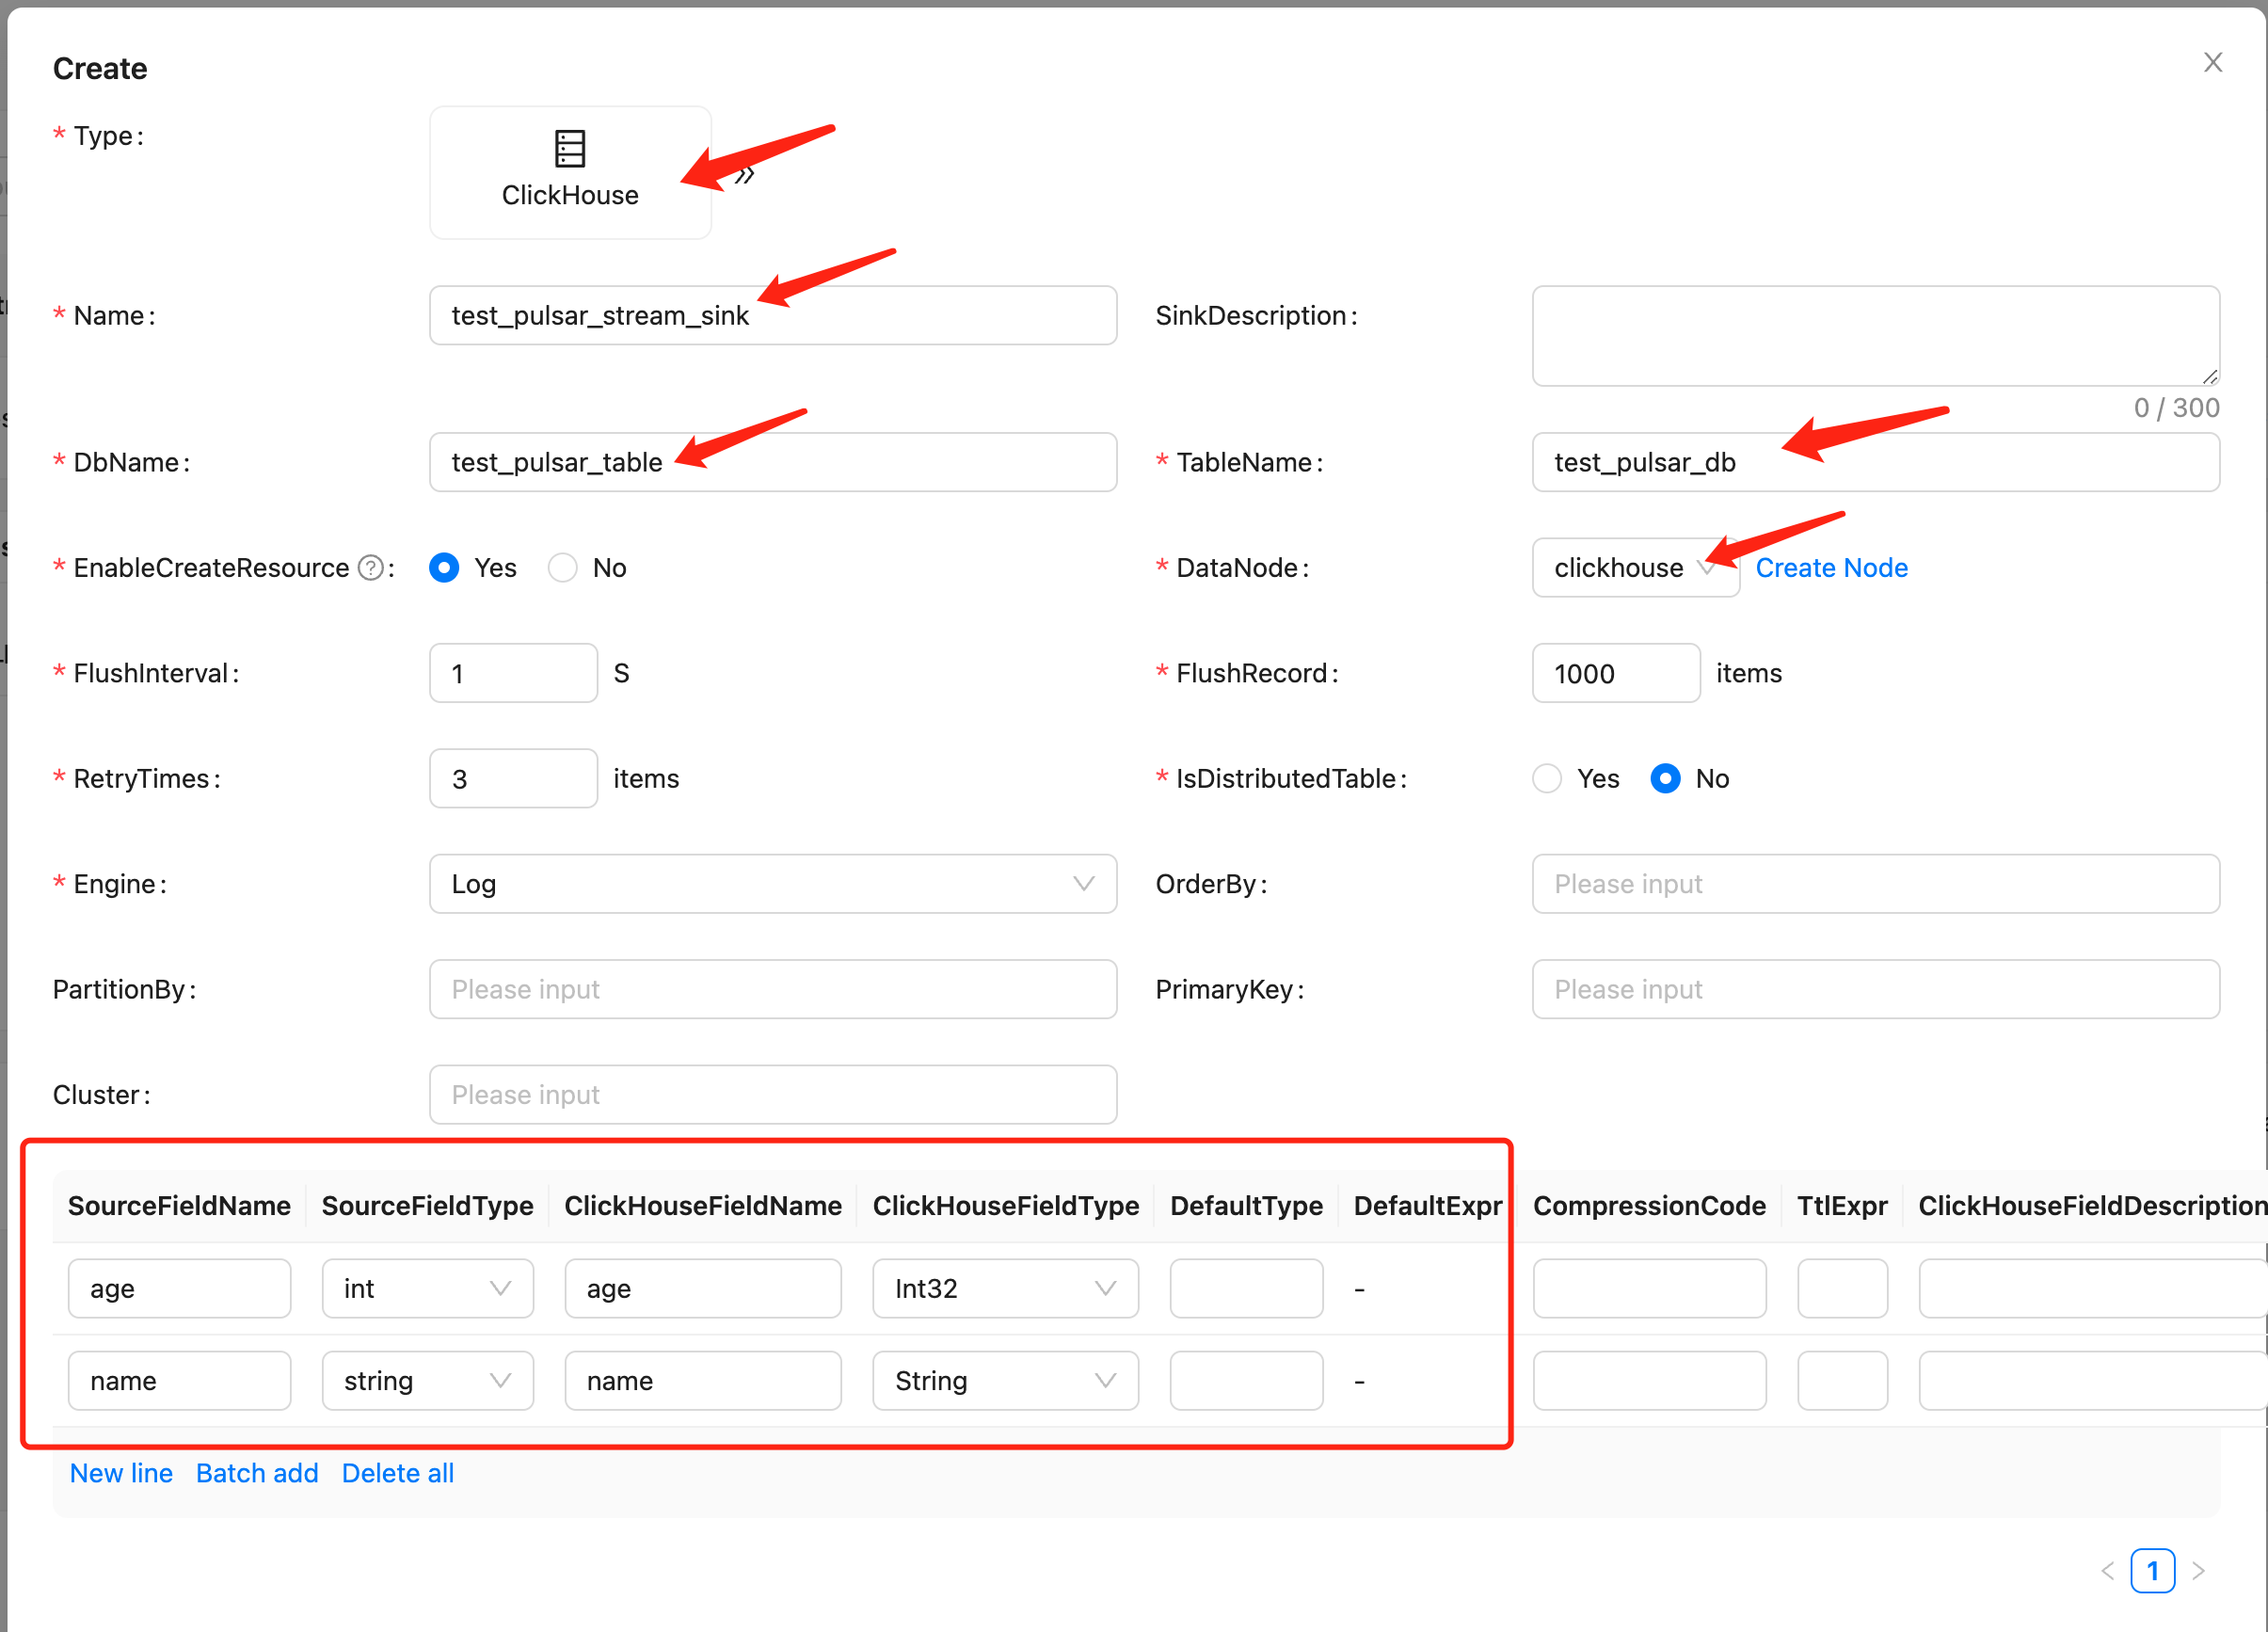 Create
* Type:
ClickHouse
* Name: test_pulsar_stream_sink SinkDescription:
0 / 300
* DbName: test_pulsar_table * TableName: test_pulsar_db
* EnableCreateResource ?: Yes No * DataNode: clickhouse Create Node
* FlushInterval: 1 S * FlushRecord: 1000 items
* RetryTimes: 3 items * IsDistributedTable: Yes No
* Engine: Log OrderBy: Please input
PartitionBy: Please input PrimaryKey: Please input
Cluster: Please input
SourceFieldName SourceFieldType ClickHouseFieldName ClickHouseFieldType DefaultType DefaultExpr CompressionCode TtlExpr ClickHouseFieldDescription
age int age Int32 -
name string name String -
New line Batch add Delete all
< 1 >